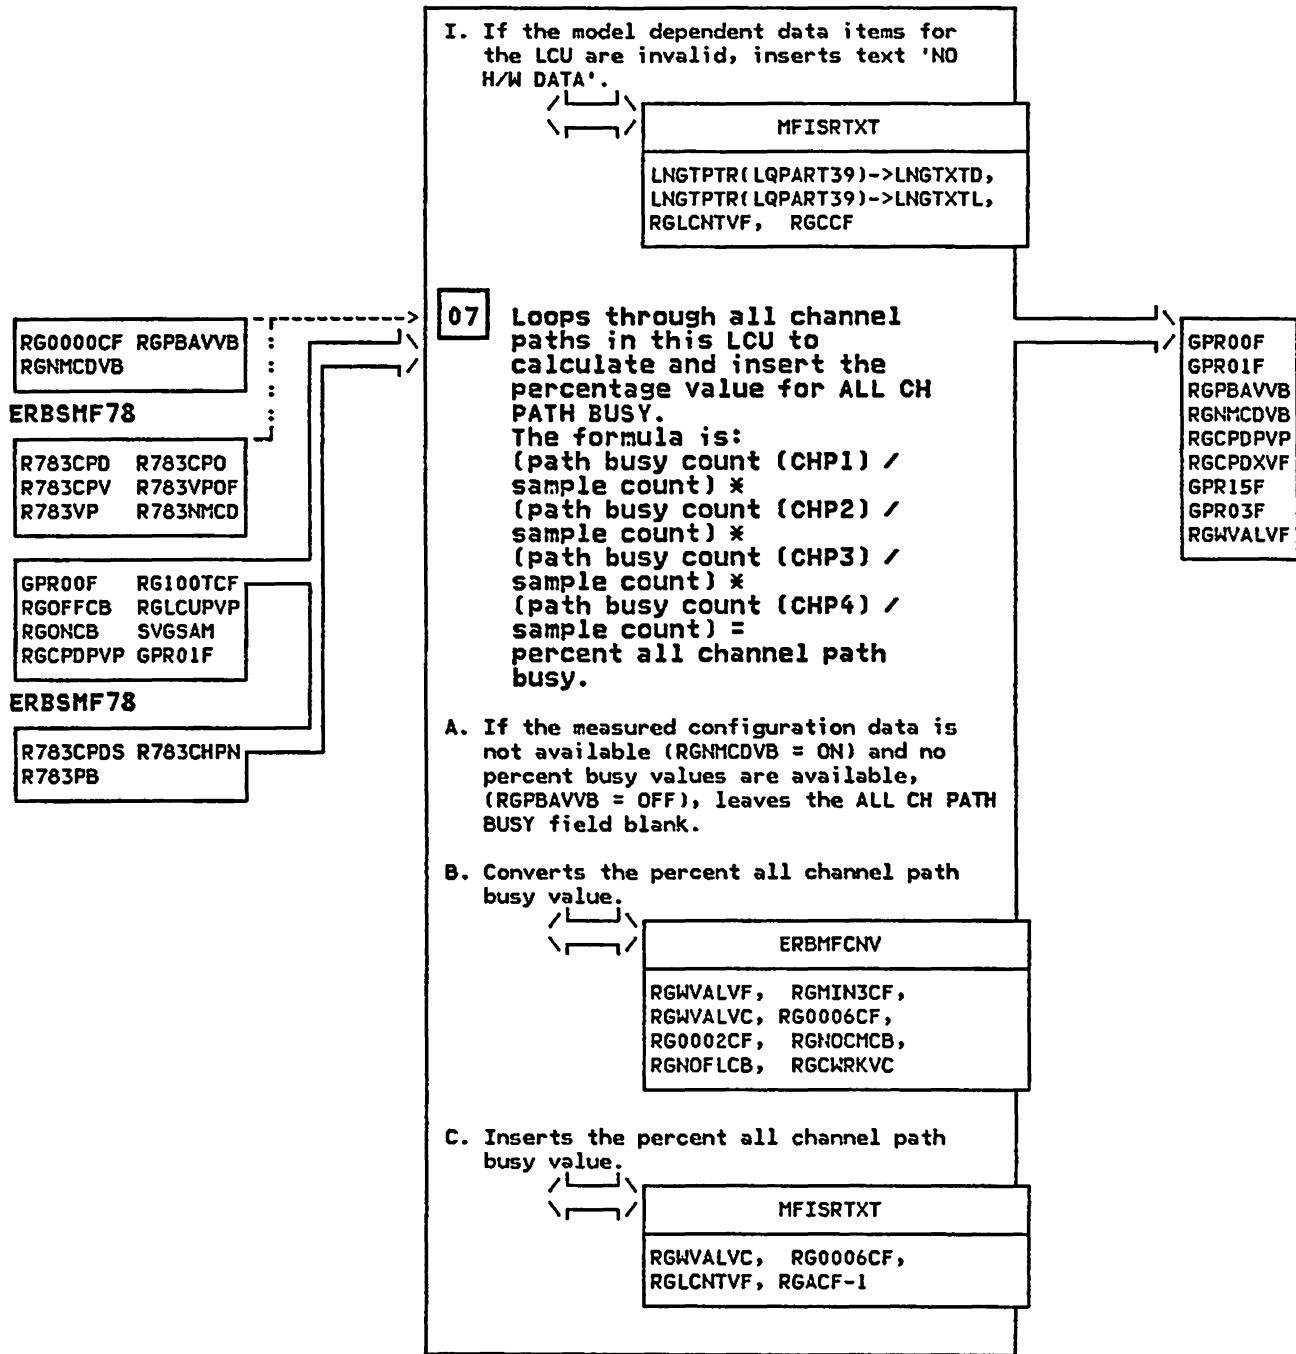 I. If the model dependent data items for
the LCU are invalid, inserts text 'NO
H/W DATA'.
MFISRTXT
LNGTPTR(LQPART39)->LNGTXTD,
LNGTPTR(LQPART39)->LNGTXTL,
RGLCNTVF, RGCCF
RG0000CF RGPBAVVB
RGNMCDVB
ERBSMF78
R783CPD R783CPO
R783CPV R783VPOF
R783VP R783NMCD
GPR00F RG100TCF
RGOFFCB RGLCUPVP
RGONCB SVGSAM
RGCPDPVP GPR01F
ERBSMF78
R783CPDS R783CHPN
R783PB
07 Loops through all channel
paths in this LCU to
calculate and insert the
percentage value for ALL CH
PATH BUSY.
The formula is:
(path busy count (CHP1) /
sample count) *
(path busy count (CHP2) /
sample count) *
(path busy count (CHP3) /
sample count) *
(path busy count (CHP4) /
sample count) =
percent all channel path
busy.
A. If the measured configuration data is
not available (RGNMCDVB = ON) and no
percent busy values are available,
(RGPBAVVB = OFF), leaves the ALL CH PATH
BUSY field blank.
B. Converts the percent all channel path
busy value.
ERBMFCNV
RGWVALVF, RGMIN3CF,
RGWVALVC, RG0006CF,
RG0002CF, RGNOCMCB,
RGNOFLCB, RGCWRKVC
C. Inserts the percent all channel path
busy value.
MFISRTXT
RGWVALVC, RG0006CF,
RGLCNTVF, RGACF-1
GPR00F
GPR01F
RGPBAVVB
RGNMCDVB
RGCPDPVP
RGCPDXVF
GPR15F
GPR03F
RGWVALVF